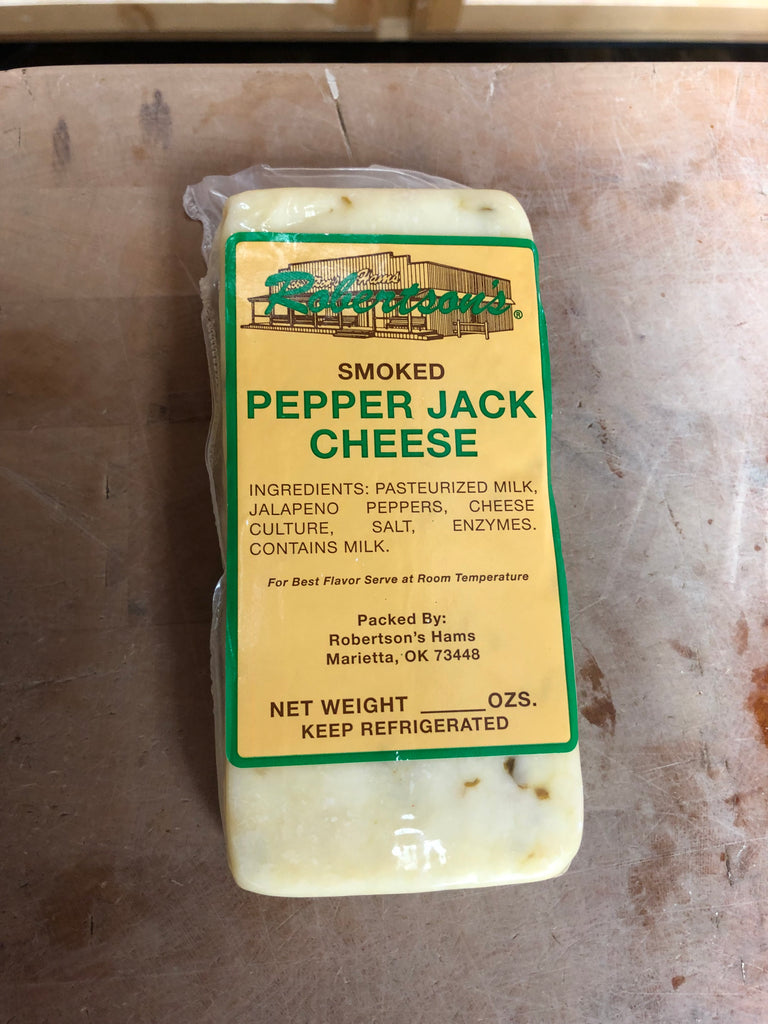 Robertson's®
SMOKED
PEPPER JACK
CHEESE
INGREDIENTS: PASTEURIZED MILK,
JALAPENO PEPPERS, CHEESE
CULTURE, SALT, ENZYMES.
CONTAINS MILK.
For Best Flavor Serve at Room Temperature
Packed By:
Robertson's Hams
Marietta, OK 73448
NET WEIGHT ______OZS.
KEEP REFRIGERATED